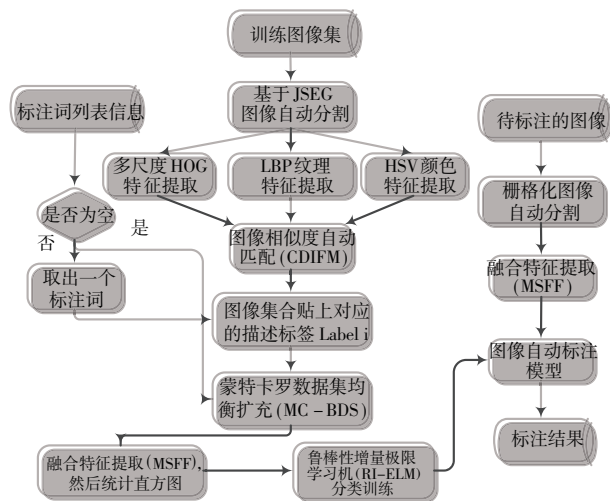 训练图像集
标注词列表信息
基于JSEG
图像自动分割
待标注的图像
多尺度HOG
特征提取
LBP纹理
特征提取
HSV颜色
特征提取
栅格化图像
自动分割
是否为空
否
是
图像相似度自动
匹配(CDIFM)
取出一个
标注词
融合特征提取
(MSFF)
图像集合贴上对应
的描述标签Label i
图像自动标注
模型
蒙特卡罗数据集均
衡扩充(MC-BDS)
标注结果
融合特征提取(MSFF),
然后统计直方图
鲁棒性增量极限
学习机(RI-ELM)
分类训练